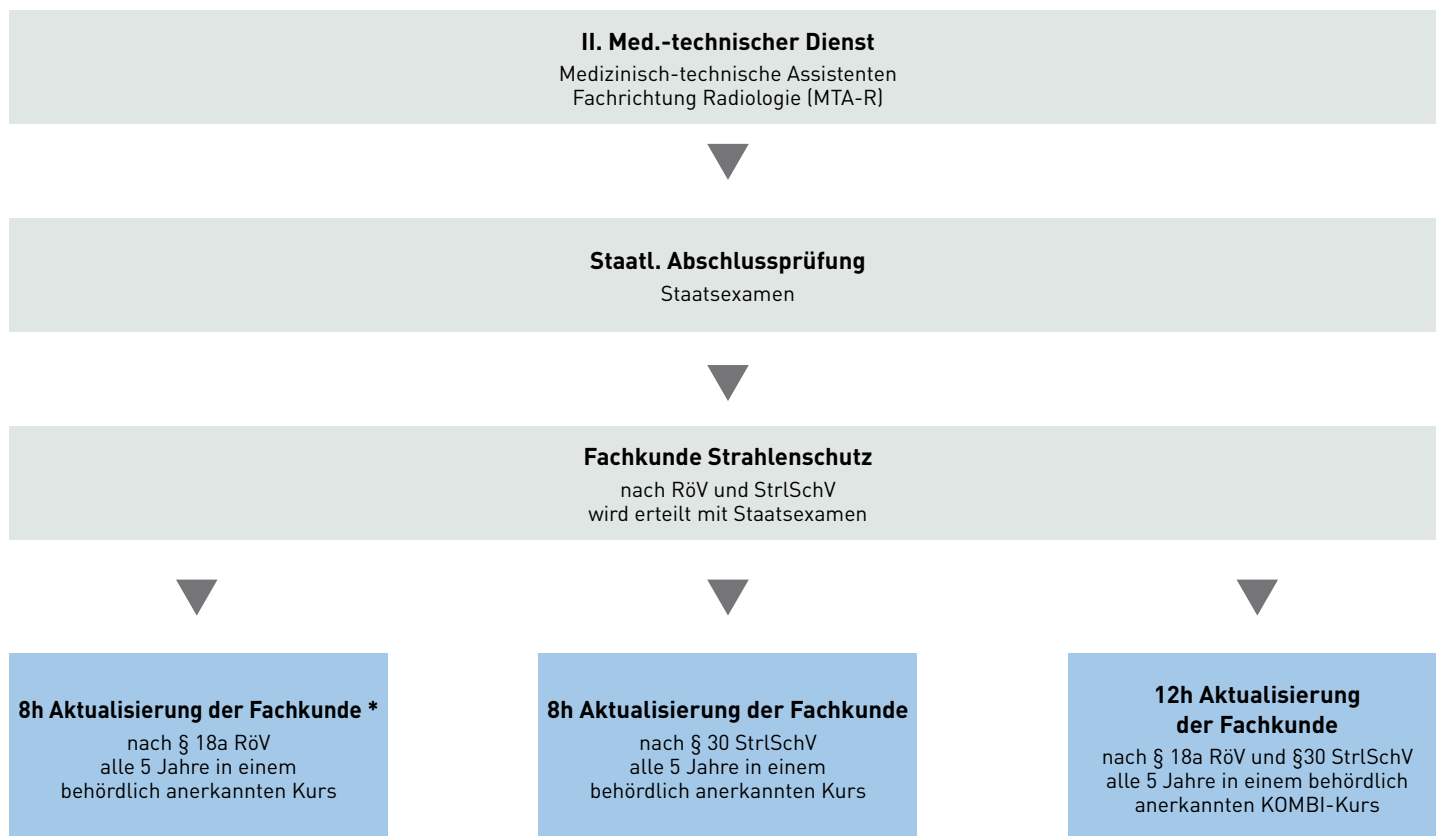 II. Med.-technischer Dienst
Medizinisch-technische Assistenten
Fachrichtung Radiologie (MTA-R)
Staatl. Abschlussprüfung
Staatsexamen
Fachkunde Strahlenschutz
nach RöV und StrlSchV
wird erteilt mit Staatsexamen
8h Aktualisierung der Fachkunde *
nach § 18a RöV
alle 5 Jahre in einem
behördlich anerkannten Kurs
8h Aktualisierung der Fachkunde
nach § 30 StrlSchV
alle 5 Jahre in einem
behördlich anerkannten Kurs
12h Aktualisierung
der Fachkunde
nach § 18a RöV und §30 StrlSchV
alle 5 Jahre in einem behördlich
anerkannten KOMBI-Kurs